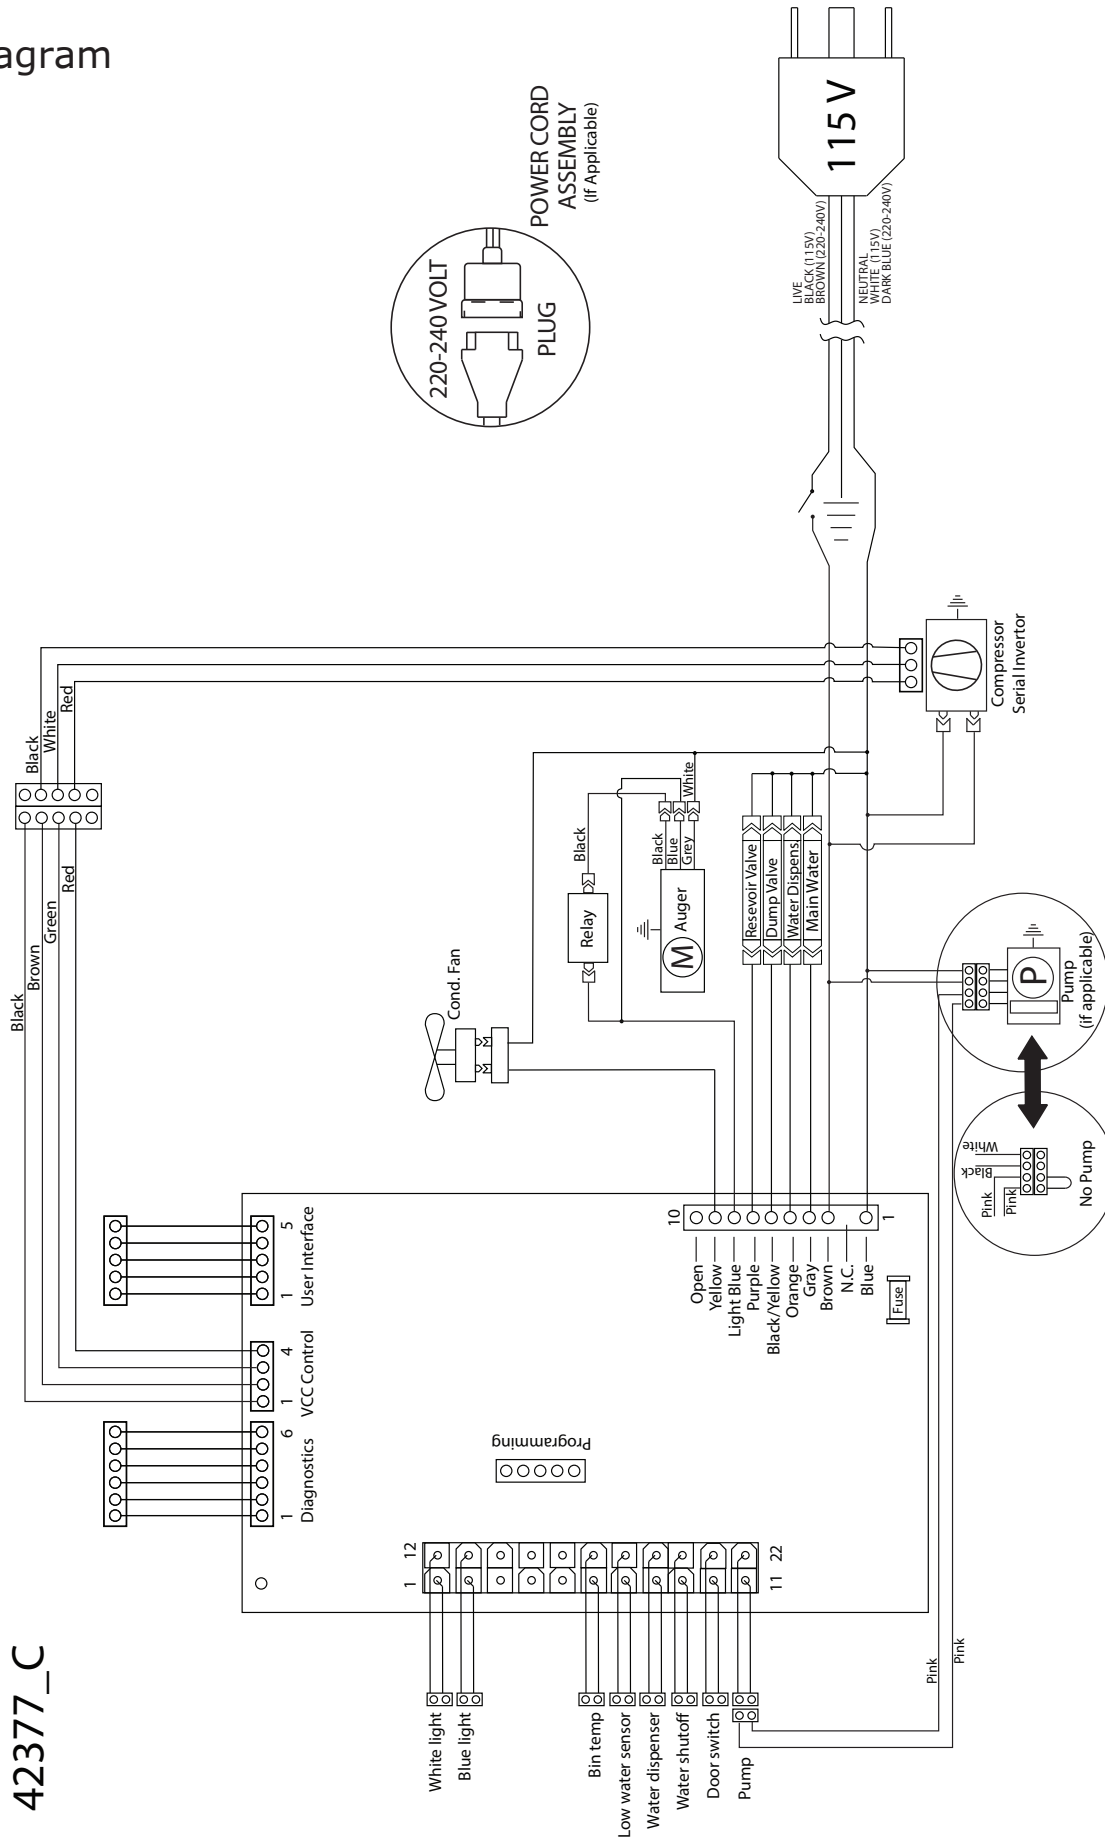 agram
42377_C
115 V
LIVE
BLACK (115V)
BROWN (220-240V)
NEUTRAL
WHITE (115V)
DARK BLUE (220-240V)
POWER CORD
ASSEMBLY
(If Applicable)
220-240 VOLT
PLUG
Black
White
Red
Black
Brown
Green
Red
Compressor
Serial Invertor
Black
Relay
White
Black
Blue
Grey
M
Auger
Cond. Fan
Resevoir Valve
Dump Valve
Water Dispens.
Main Water
P
Pump
(if applicable)
White
Black
Pink
Pink
No Pump
1
5
User Interface
1
4
VCC Control
1
6
Diagnostics
Programming
10
1
Open
Yellow
Light Blue
Purple
Black/Yellow
Orange
Gray
Brown
N.C.
Blue
Fuse
1
12
11
22
White light
Blue light
Bin temp
Low water sensor
Water dispenser
Water shutoff
Door switch
Pump
Pink
Pink